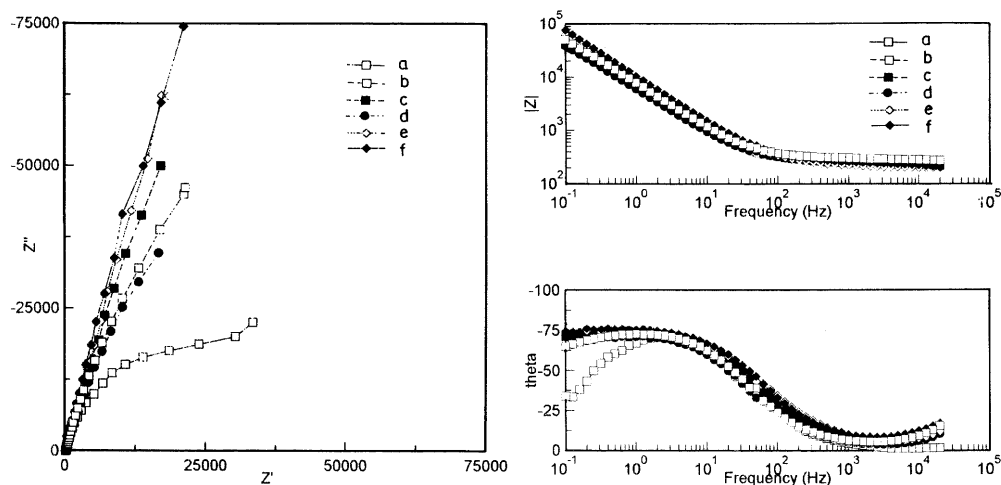 -75000
-50000
-25000
0
Z''
0
25000
50000
75000
Z'
a
b
c
d
e
f
10^5
10^4
10^3
10^2
|Z|
10^-1
10^0
10^1
10^2
10^3
10^4
10^5
Frequency (Hz)
a
b
c
d
e
f
-100
-75
-50
-25
0
theta
10^-1
10^0
10^1
10^2
10^3
10^4
10^5
Frequency (Hz)